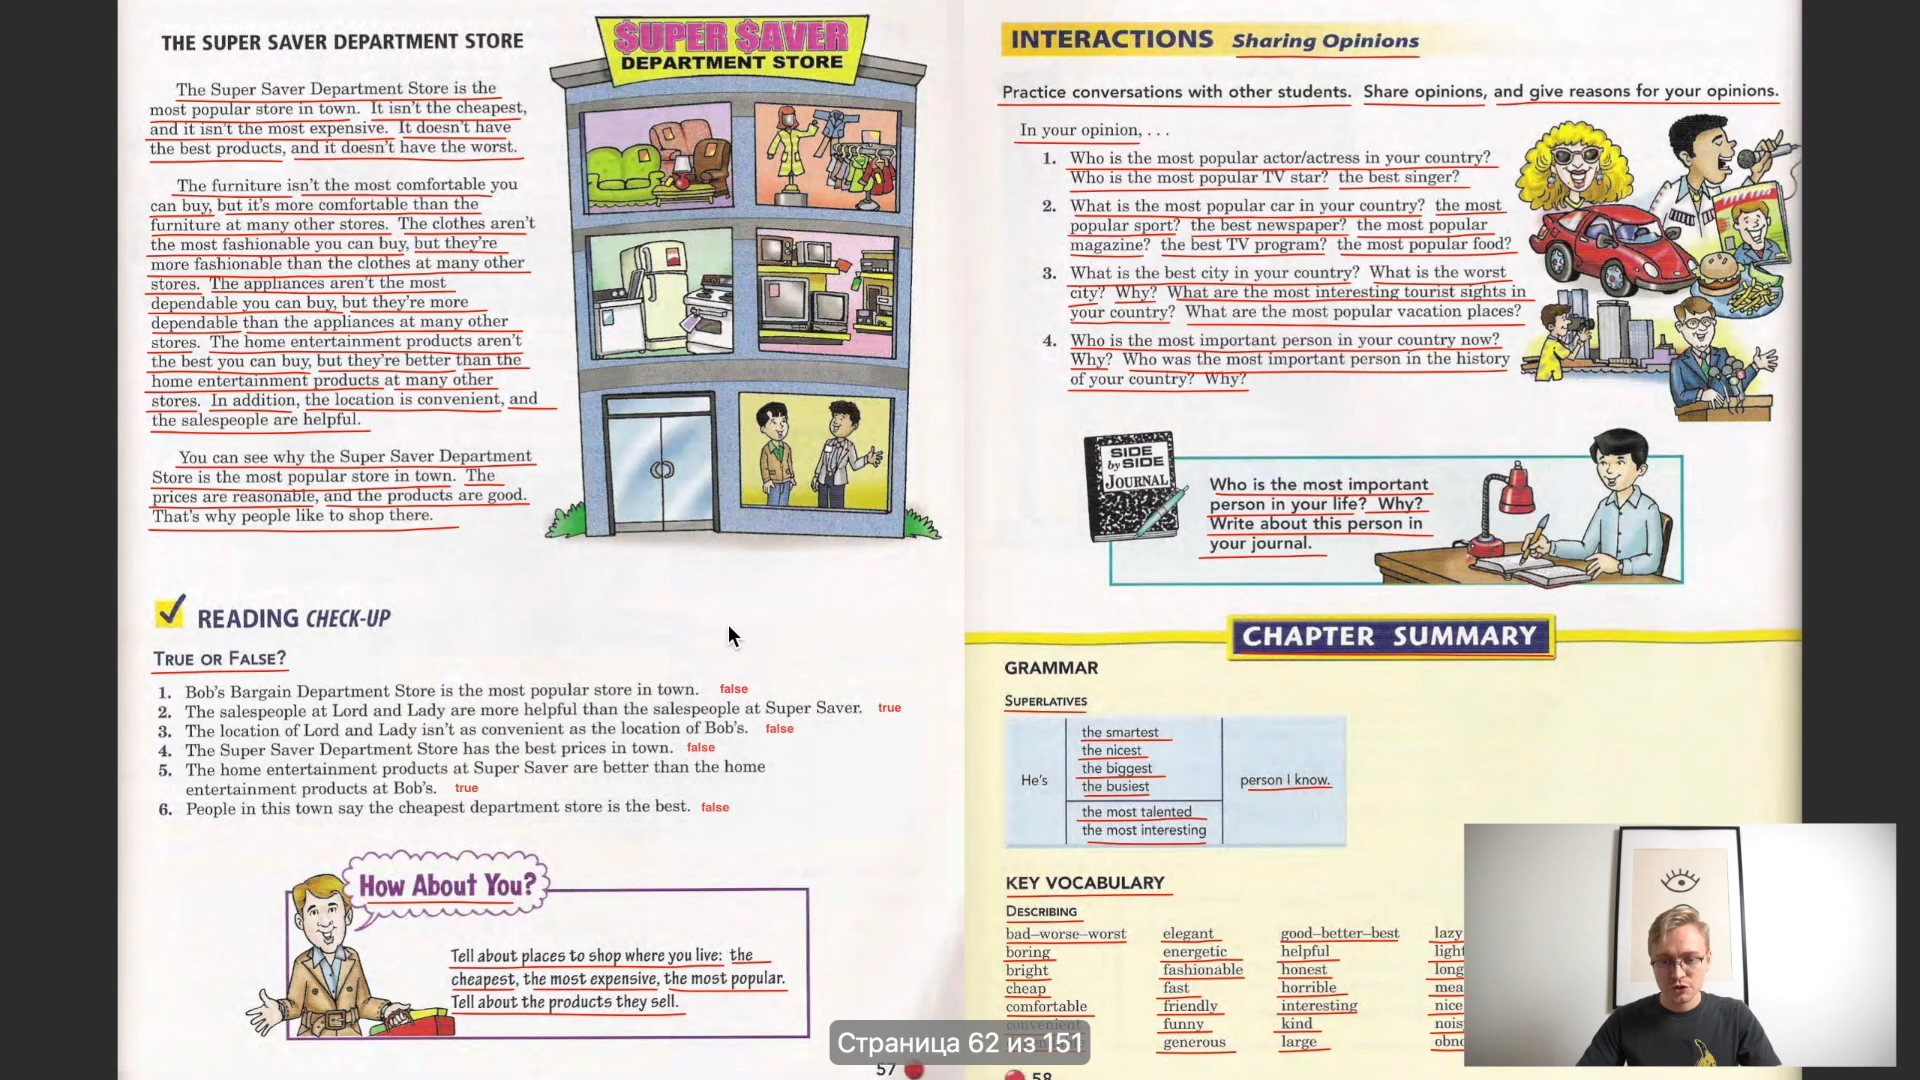 THE SUPER SAVER DEPARTMENT STORE
The Super Saver Department Store is the
most popular store in town. It isn't the cheapest,
and it isn't the most expensive. It doesn't have
the best products, and it doesn't have the worst.
The furniture isn't the most comfortable you
can buy, but it's more comfortable than the
furniture at many other stores. The clothes aren't
the most fashionable you can buy, but they're
more fashionable than the clothes at many other
stores. The appliances aren't the most
dependable you can buy, but they're more
dependable than the appliances at many other
stores. The home entertainment products aren't
the best you can buy, but they're better than the
home entertainment products at many other
stores. In addition, the location is convenient, and
the salespeople are helpful.
You can see why the Super Saver Department
Store is the most popular store in town. The
prices are reasonable, and the products are good.
That's why people like to shop there.
$UPER $AVER
DEPARTMENT STORE
READING CHECK-UP
TRUE OR FALSE?
1. Bob's Bargain Department Store is the most popular store in town. false
2. The salespeople at Lord and Lady are more helpful than the salespeople at Super Saver. true
3. The location of Lord and Lady isn't as convenient as the location of Bob's. false
4. The Super Saver Department Store has the best prices in town. false
5. The home entertainment products at Super Saver are better than the home
entertainment products at Bob's. true
6. People in this town say the cheapest department store is the best. false
How About You?
Tell about places to shop where you live: the
cheapest, the most expensive, the most popular.
Tell about the products they sell.
57
INTERACTIONS Sharing Opinions
Practice conversations with other students. Share opinions, and give reasons for your opinions.
In your opinion, . . .
1. Who is the most popular actor/actress in your country?
Who is the most popular TV star? the best singer?
2. What is the most popular car in your country? the most
popular sport? the best newspaper? the most popular
magazine? the best TV program? the most popular food?
3. What is the best city in your country? What is the worst
city? Why? What are the most interesting tourist sights in
your country? What are the most popular vacation places?
4. Who is the most important person in your country now?
Why? Who was the most important person in the history
of your country? Why?
SIDE
by SIDE
JOURNAL
Who is the most important
person in your life? Why?
Write about this person in
your journal.
CHAPTER SUMMARY
GRAMMAR
SUPERLATIVES
the smartest
the nicest
the biggest
He's the busiest person I know.
the most talented
the most interesting
KEY VOCABULARY
DESCRIBING
bad–worse–worst elegant good–better–best lazy
boring energetic helpful light
bright fashionable honest long
cheap fast horrible mea
comfortable friendly interesting nice
convenient funny kind nois
generous large obno
Страница 62 из 151
58